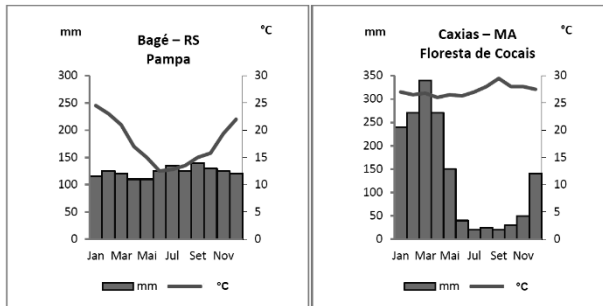 mm
Bagé – RS
Pampa
°C
300
250
200
150
100
50
0
30
25
20
15
10
5
0
Jan Mar Mai Jul Set Nov
mm °C
mm
Caxias – MA
Floresta de Cocais
°C
350
300
250
200
150
100
50
0
30
25
20
15
10
5
0
Jan Mar Mai Jul Set Nov
mm °C